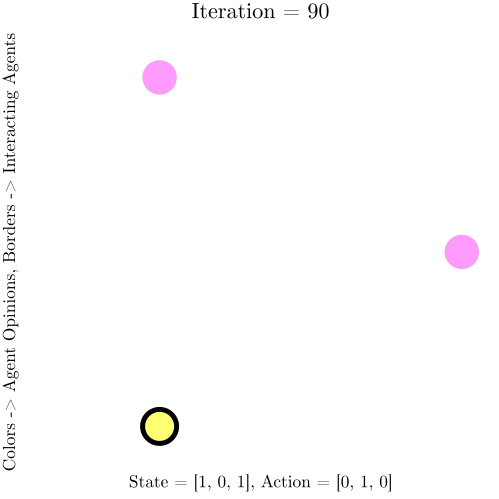 Iteration = 90
Colors -> Agent Opinions, Borders -> Interacting Agents
State = [1, 0, 1], Action = [0, 1, 0]